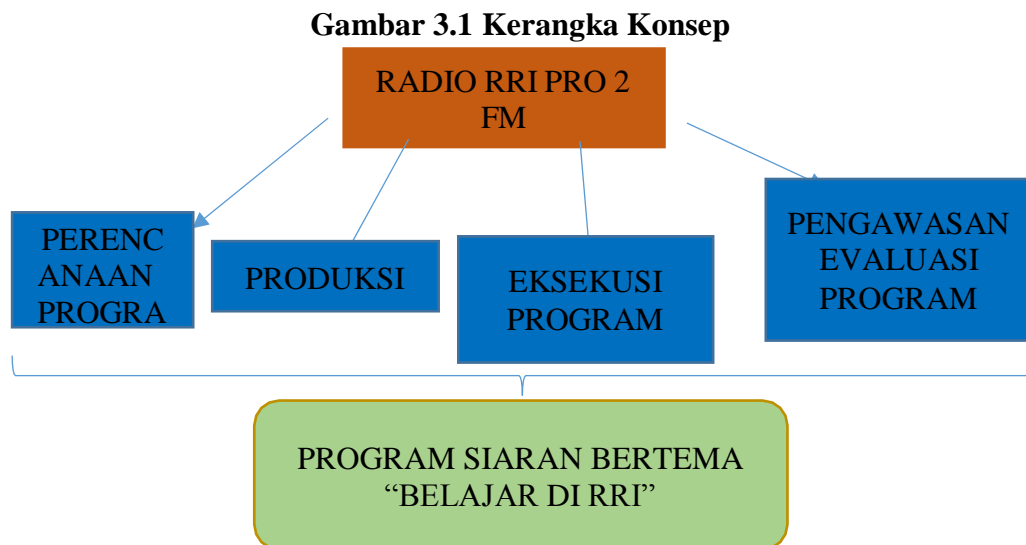 Gambar 3.1 Kerangka Konsep
RADIO RRI PRO 2
FM
PERENC
ANAAN
PROGRA
PRODUKSI
EKSEKUSI
PROGRAM
PENGAWASAN
EVALUASI
PROGRAM
PROGRAM SIARAN BERTEMA
“BELAJAR DI RRI”